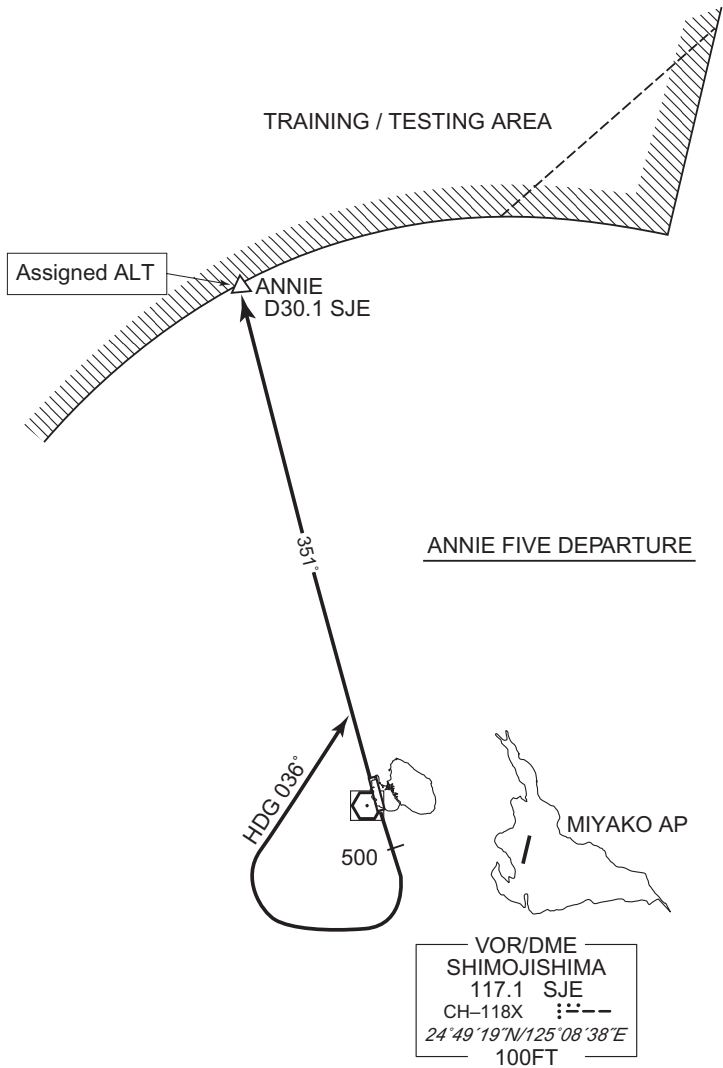 TRAINING / TESTING AREA
Assigned ALT
ANNIE
D30.1 SJE
351°
ANNIE FIVE DEPARTURE
HDG 036°
500
MIYAKO AP
VOR/DME
SHIMOJISHIMA
117.1 SJE
CH–118X
24°49´19˝N/125°08´38˝E
100FT